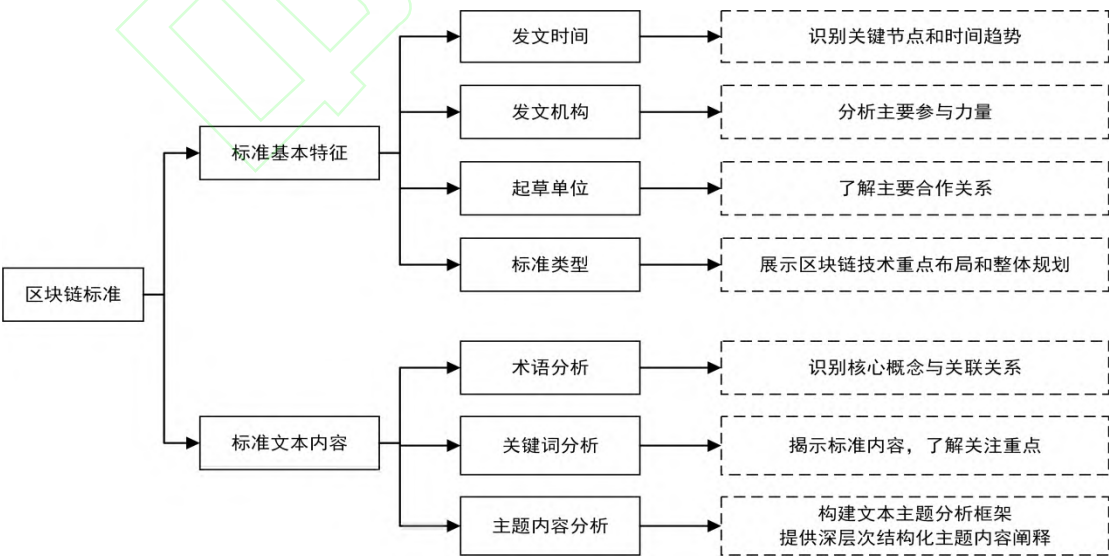 发文时间
识别关键节点和时间趋势
发文机构
分析主要参与力量
标准基本特征
起草单位
了解主要合作关系
标准类型
展示区块链技术重点布局和整体规划
区块链标准
术语分析
识别核心概念与关联关系
标准文本内容
关键词分析
揭示标准内容，了解关注重点
主题内容分析
构建文本主题分析框架
提供深层次结构化主题内容阐释